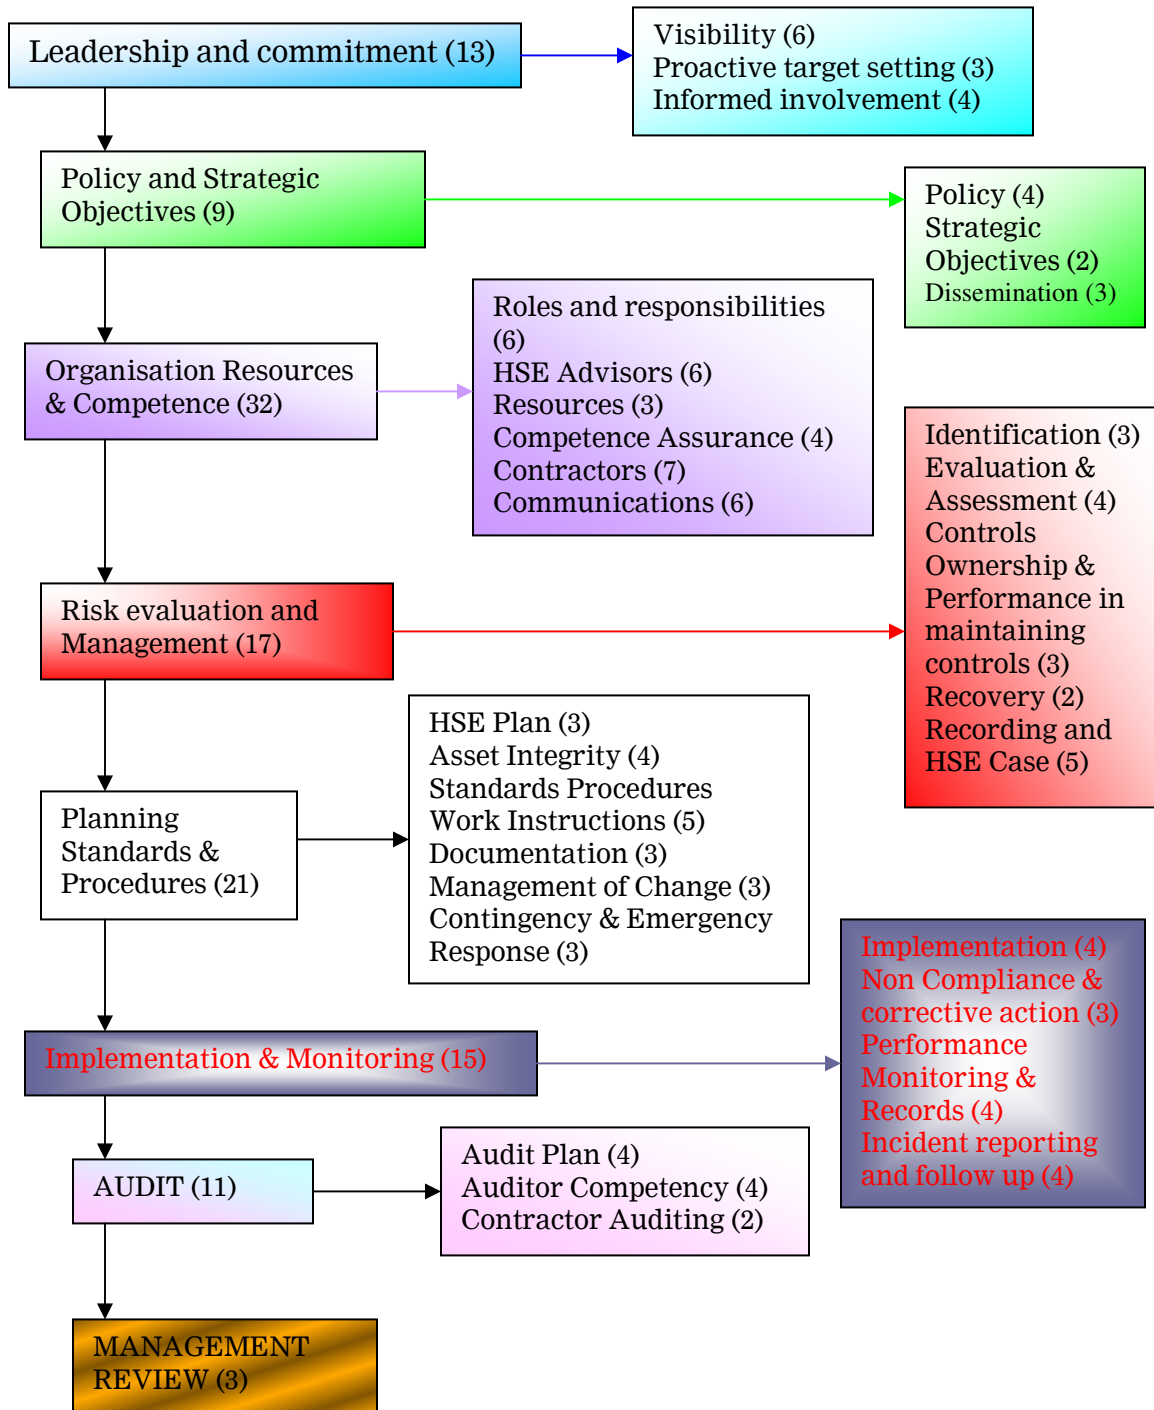 Leadership and commitment (13)
Visibility (6)
Proactive target setting (3)
Informed involvement (4)
Policy and Strategic
Objectives (9)
Policy (4)
Strategic
Objectives (2)
Dissemination (3)
Organisation Resources
& Competence (32)
Roles and responsibilities
(6)
HSE Advisors (6)
Resources (3)
Competence Assurance (4)
Contractors (7)
Communications (6)
Risk evaluation and
Management (17)
Identification (3)
Evaluation &
Assessment (4)
Controls
Ownership &
Performance in
maintaining
controls (3)
Recovery (2)
Recording and
HSE Case (5)
Planning
Standards &
Procedures (21)
HSE Plan (3)
Asset Integrity (4)
Standards Procedures
Work Instructions (5)
Documentation (3)
Management of Change (3)
Contingency & Emergency
Response (3)
Implementation & Monitoring (15)
Implementation (4)
Non Compliance &
corrective action (3)
Performance
Monitoring &
Records (4)
Incident reporting
and follow up (4)
AUDIT (11)
Audit Plan (4)
Auditor Competency (4)
Contractor Auditing (2)
MANAGEMENT
REVIEW (3)